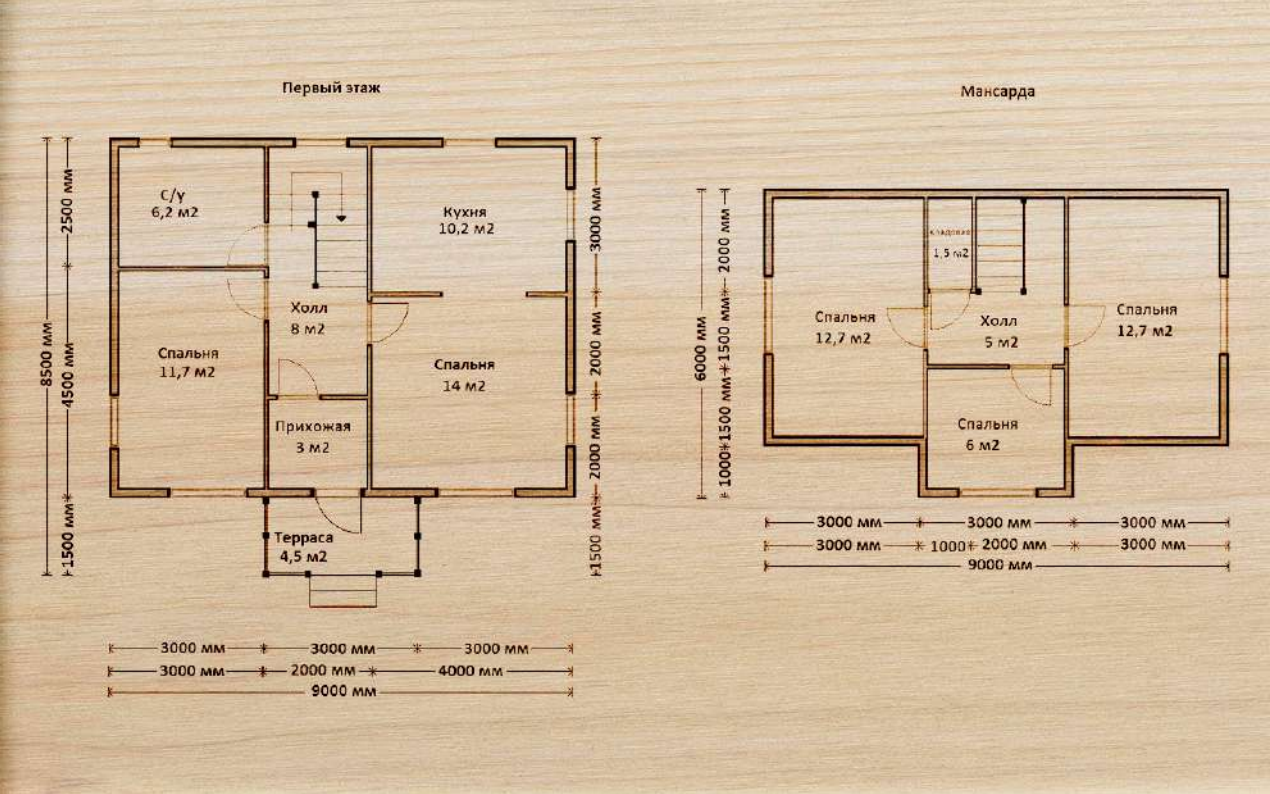 Первый этаж
Мансарда
С/у
6,2 м2
Кухня
10,2 м2
Холл
8 м2
Спальня
11,7 м2
Спальня
14 м2
Прихожая
3 м2
Терраса
4,5 м2
8500 мм
2500 мм
4500 мм
1500 мм
3000 мм
2000 мм
2000 мм
1500 мм
3000 мм
3000 мм
3000 мм
3000 мм
2000 мм
4000 мм
9000 мм
кладовая
1,5 м2
Спальня
12,7 м2
Холл
5 м2
Спальня
12,7 м2
Спальня
6 м2
6000 мм
2000 мм
1500 мм
1500 мм
1000
3000 мм
3000 мм
3000 мм
3000 мм
1000
2000 мм
3000 мм
9000 мм